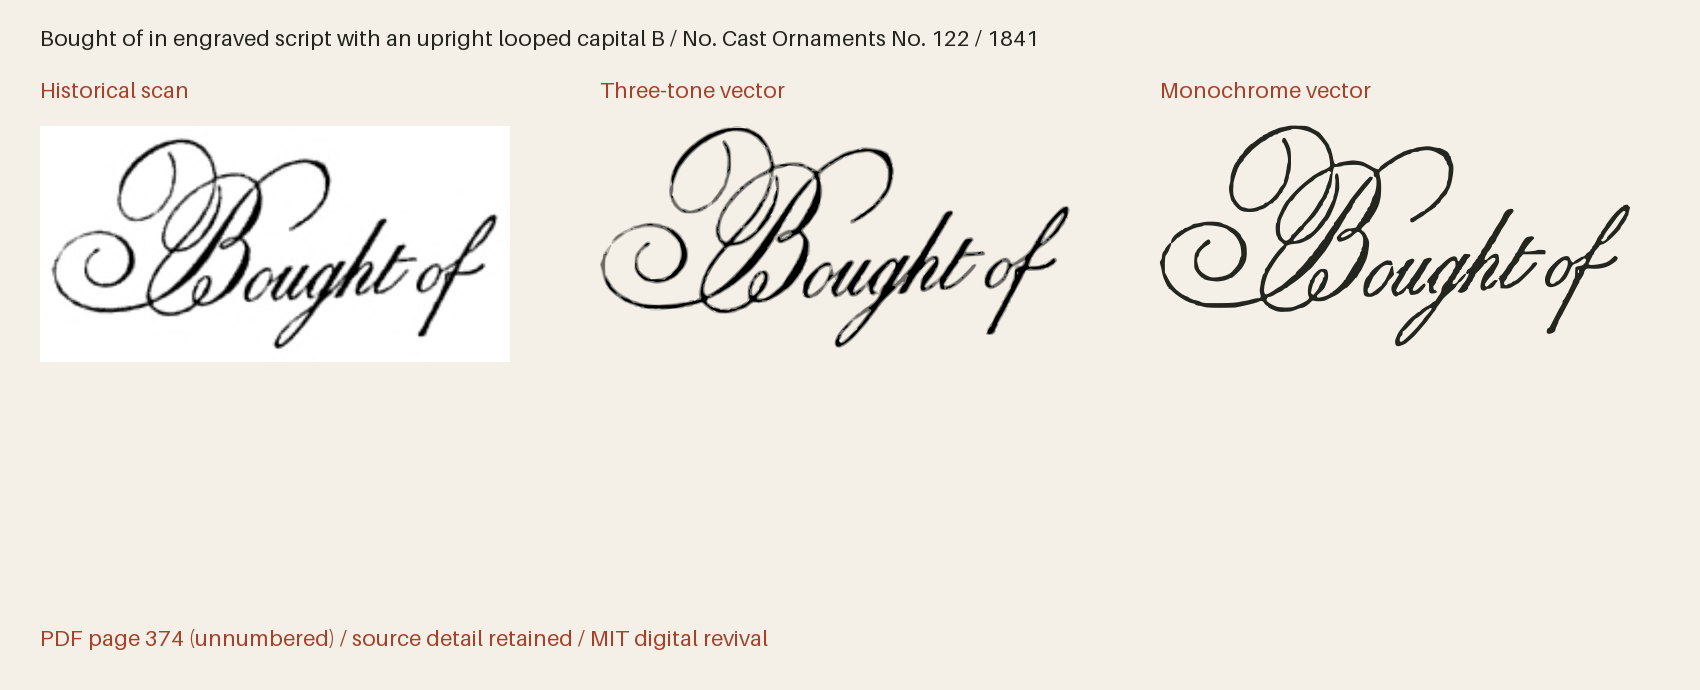 Bought of in engraved script with an upright looped capital B / No. Cast Ornaments No. 122 / 1841
Historical scan
Three-tone vector
Monochrome vector
Bought of
Bought of
Bought of
PDF page 374 (unnumbered) / source detail retained / MIT digital revival